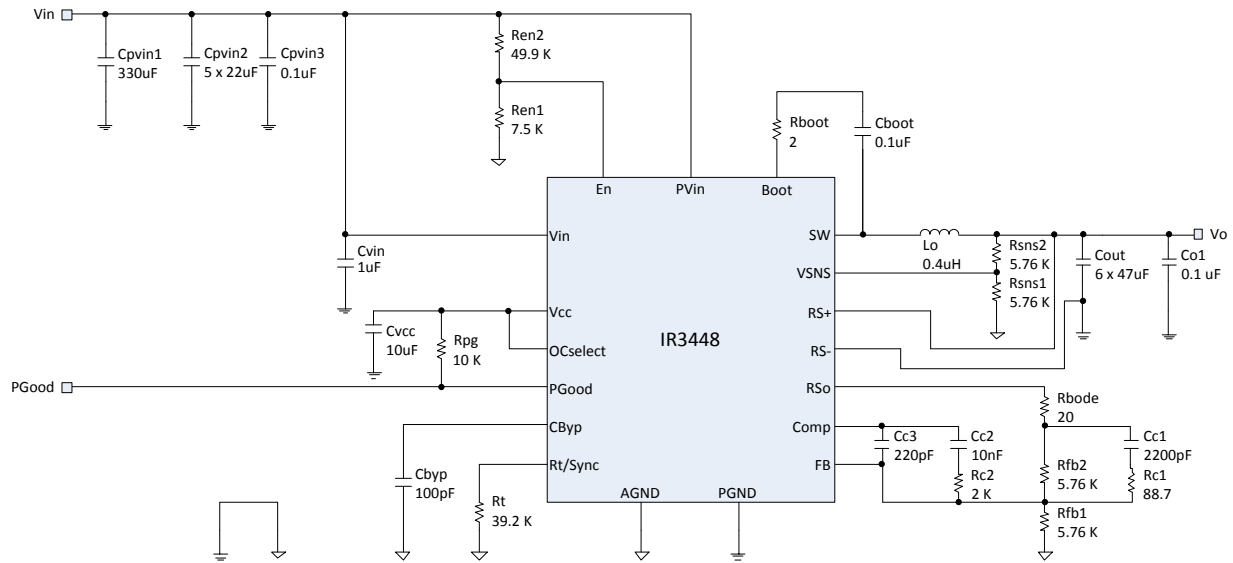 Vin
Cpvin1
330uF
Cpvin2
5 x 22uF
Cpvin3
0.1uF
Ren2
49.9 K
Ren1
7.5 K
Rboot
2
Cboot
0.1uF
En
PVin
Boot
Vin
Cvin
1uF
SW
Lo
0.4uH
Rsns2
5.76 K
Vo
Cout
6 x 47uF
Co1
0.1 uF
VSNS
Rsns1
5.76 K
Vcc
Cvcc
10uF
Rpg
10 K
OCselect
IR3448
RS+
RS-
PGood
PGood
RSo
Rbode
20
CByp
Comp
Cc3
220pF
Cc2
10nF
Cc1
2200pF
Cbyp
100pF
Rt/Sync
FB
Rc2
2 K
Rfb2
5.76 K
Rc1
88.7
Rt
39.2 K
AGND
PGND
Rfb1
5.76 K